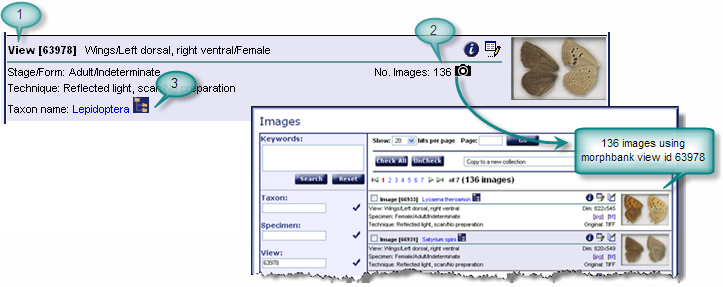 1
View [63978] Wings/Left dorsal, right ventral/Female
2
Stage/Form: Adult/Indeterminate
No. Images: 136
Technique: Reflected light, scan/No preparation
3
Taxon name: Lepidoptera
Images
Keywords:
Search Reset
Taxon:
Specimen:
View:
63978
Show: 20 hits per page Page: Go
Check All UnCheck Copy to a new collection
1 2 3 4 5 6 7 of 7 (136 images)
Image [66933] Lycaena thersamon
View: Wings/Left dorsal, right ventral
Dim: 822x545
Specimen: Female/Adult/Indeterminate
[jpg] [tif]
Technique: Reflected light, scan/No preparation
Original: TIFF
Image [66931] Satyrium spini
View: Wings/Left dorsal, right ventral
Dim: 822x549
Specimen: Female/Adult/Indeterminate
[jpg] [tif]
Technique: Reflected light, scan/No preparation
Original: TIFF
136 images using
morphbank view id 63978